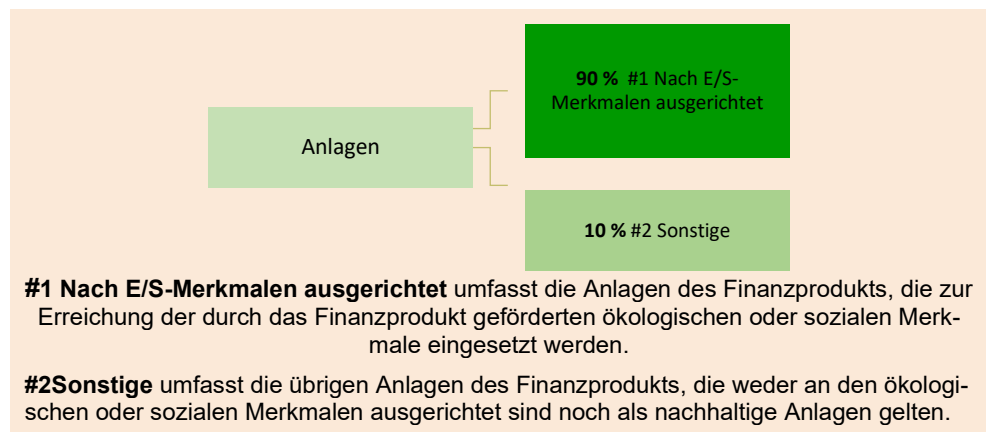 90 % #1 Nach E/S-
Merkmalen ausgerichtet
Anlagen
10 % #2 Sonstige
#1 Nach E/S-Merkmalen ausgerichtet umfasst die Anlagen des Finanzprodukts, die zur
Erreichung der durch das Finanzprodukt geförderten ökologischen oder sozialen Merk-
male eingesetzt werden.
#2Sonstige umfasst die übrigen Anlagen des Finanzprodukts, die weder an den ökologi-
schen oder sozialen Merkmalen ausgerichtet sind noch als nachhaltige Anlagen gelten.